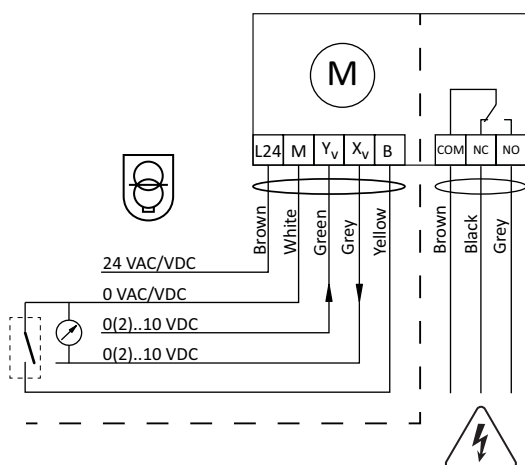 M
L24 M Yv Xv B COM NC NO
Brown White Green Grey Yellow Brown Black Grey
24 VAC/VDC
0 VAC/VDC
0(2)..10 VDC
0(2)..10 VDC